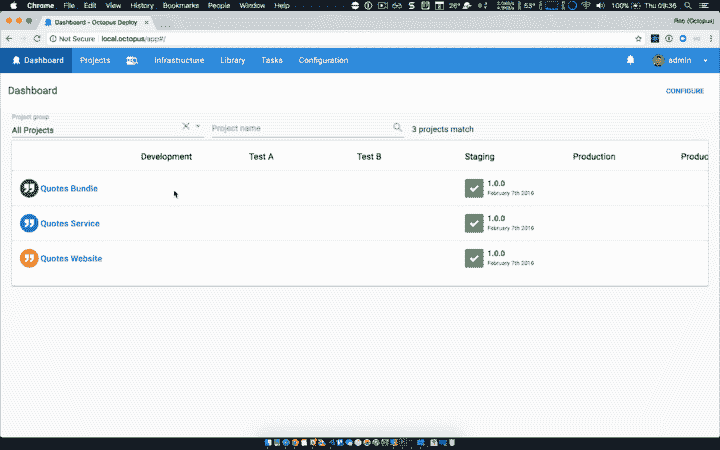 Chrome File Edit View History Bookmarks People Window Help 26° 53° 100% Thu 09:36
Dashboard - Octopus Deploy
Rob (Octopus)
Not Secure local.octopus/app#/
Dashboard Projects Infrastructure Library Tasks Configuration admin
Dashboard
CONFIGURE
Project group
All Projects
Project name
3 projects match
Development Test A Test B Staging Production Produc
Quotes Bundle
1.0.0
February 7th 2018
Quotes Service
1.0.0
February 7th 2018
Quotes Website
1.0.0
February 7th 2018